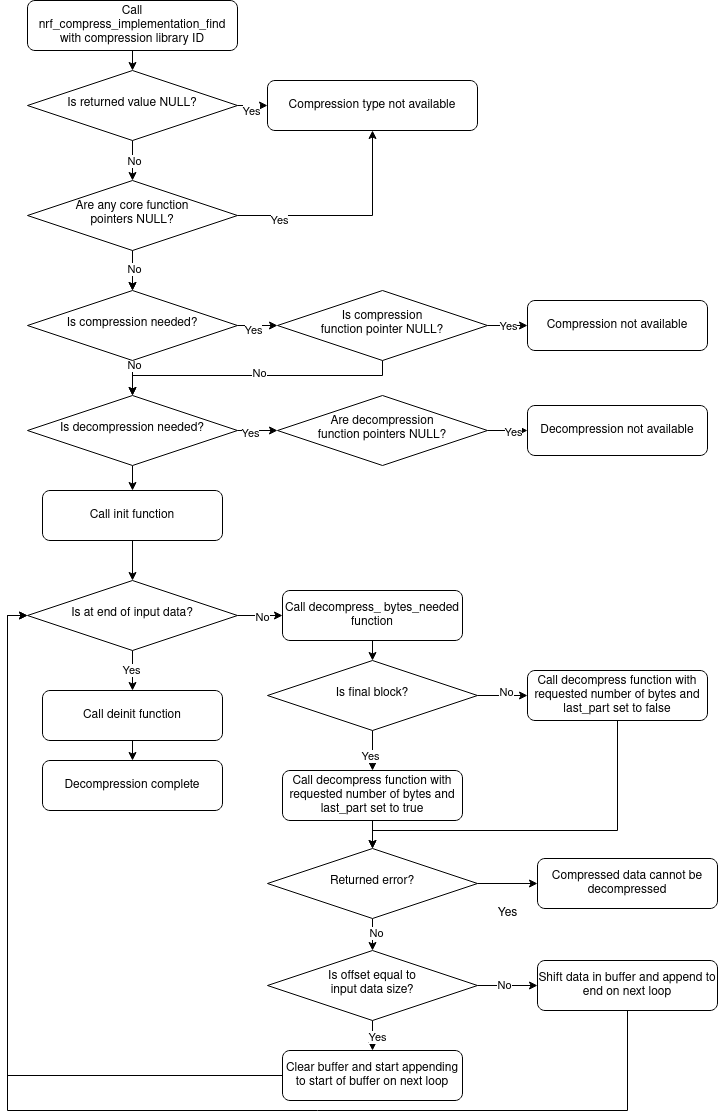 Call
nrf_compress_implementation_find
with compression library ID
Is returned value NULL?
Yes
Compression type not available
No
Are any core function
pointers NULL?
Yes
No
Is compression needed?
Yes
Is compression
function pointer NULL?
Yes
Compression not available
No
No
Is decompression needed?
Yes
Are decompression
function pointers NULL?
Yes
Decompression not available
Call init function
Is at end of input data?
No
Call decompress_ bytes_needed
function
Yes
Call deinit function
Decompression complete
Is final block?
No
Call decompress function with
requested number of bytes and
last_part set to false
Yes
Call decompress function with
requested number of bytes and
last_part set to true
Returned error?
Compressed data cannot be
decompressed
Yes
No
Is offset equal to
input data size?
No
Shift data in buffer and append to
end on next loop
Yes
Clear buffer and start appending
to start of buffer on next loop